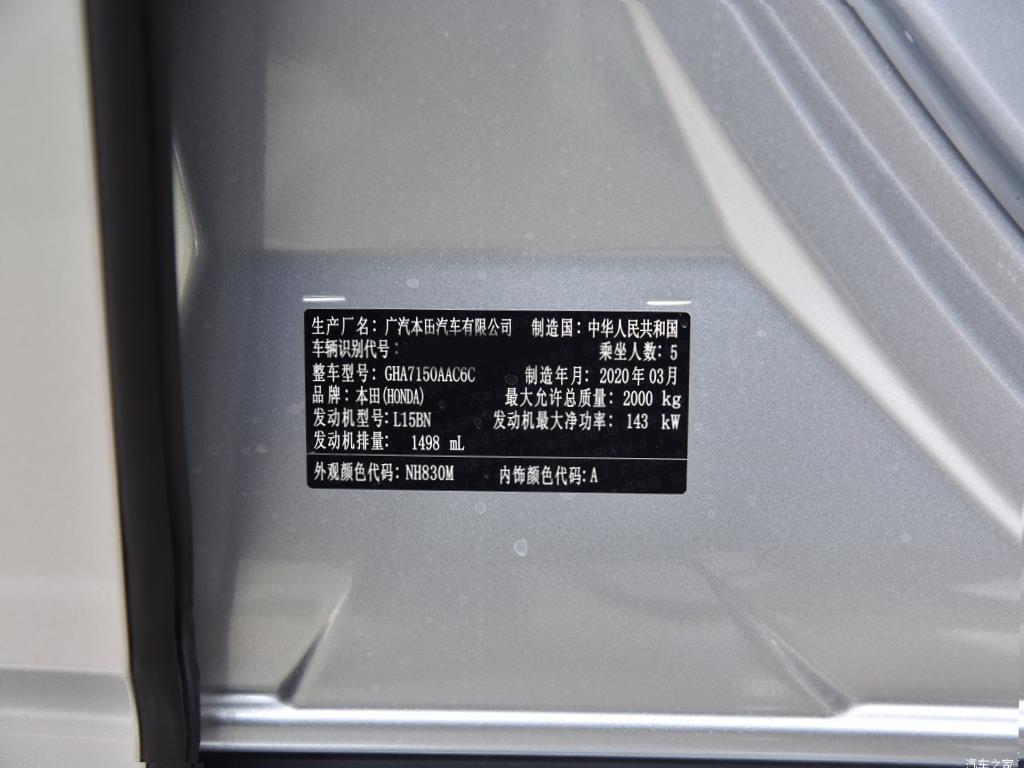 生产厂名：广汽本田汽车有限公司 制造国：中华人民共和国
车辆识别代号： 乘坐人数：5
整车型号：GHA7150AAC6C 制造年月：2020年03月
品牌：本田(HONDA) 最大允许总质量：2000 kg
发动机型号：L15BN 发动机最大净功率：143 kW
发动机排量：1498 mL
外观颜色代码：NH830M 内饰颜色代码：A
汽车之家